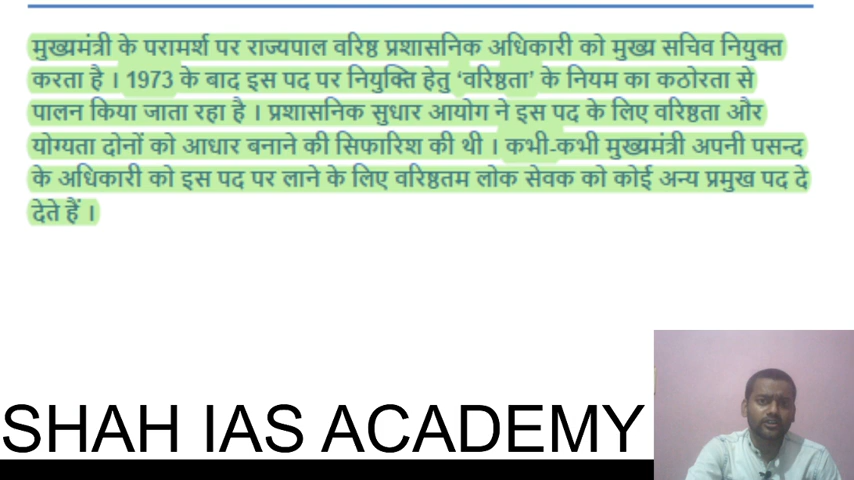 मुख्यमंत्री के परामर्श पर राज्यपाल वरिष्ठ प्रशासनिक अधिकारी को मुख्य सचिव नियुक्त
करता है । 1973 के बाद इस पद पर नियुक्ति हेतु ‘वरिष्ठता’ के नियम का कठोरता से
पालन किया जाता रहा है । प्रशासनिक सुधार आयोग ने इस पद के लिए वरिष्ठता और
योग्यता दोनों को आधार बनाने की सिफारिश की थी । कभी-कभी मुख्यमंत्री अपनी पसन्द
के अधिकारी को इस पद पर लाने के लिए वरिष्ठतम लोक सेवक को कोई अन्य प्रमुख पद दे
देते हैं ।
SHAH IAS ACADEMY